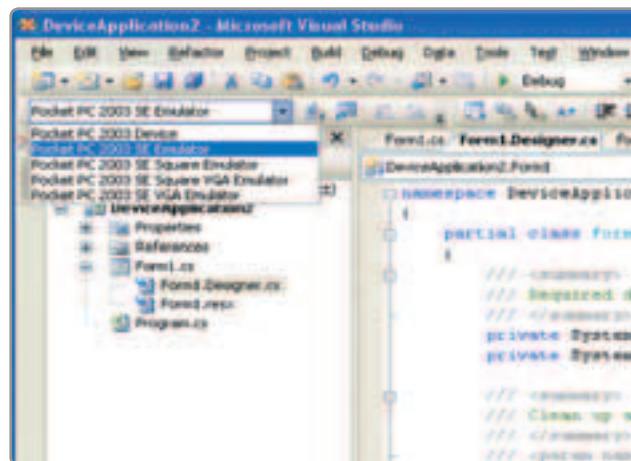 DeviceApplication2 - Microsoft Visual Studio
File Edit View Refactor Project Build Debug Data Tools Test Window
Debug
Pocket PC 2003 SE Emulator
Pocket PC 2003 Device
Pocket PC 2003 SE Emulator
Pocket PC 2003 SE Square Emulator
Pocket PC 2003 SE Square VGA Emulator
Pocket PC 2003 SE VGA Emulator
DeviceApplication2
Properties
References
Form1.cs
Form1.Designer.cs
Form1.resx
Program.cs
Form1.cs Form1.Designer.cs
DeviceApplication2.Form1
namespace DeviceApplic
{
partial class Form
{
/// <summary>
/// Required d
/// </summary>
private System
private System
/// <summary>
/// Clean up
/// </summary>
/// <param nam